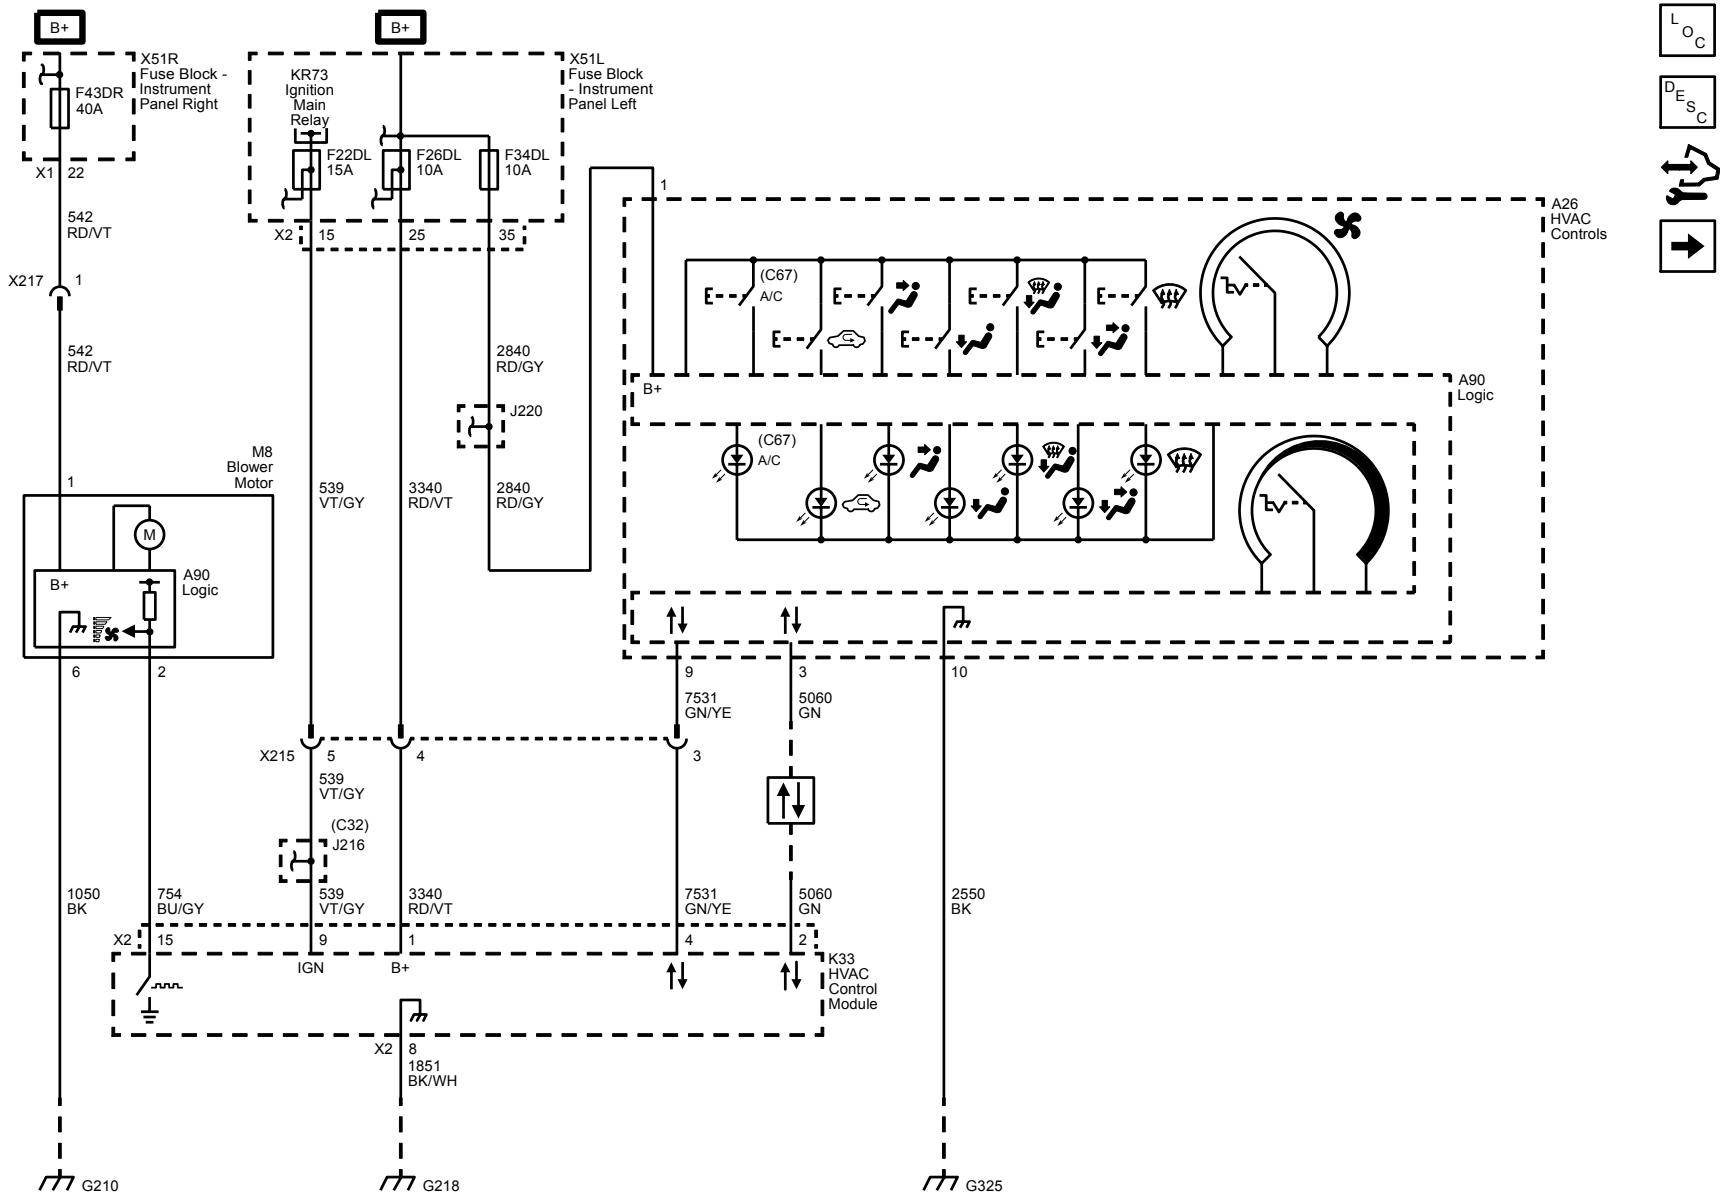 B+
B+
L
O
C
X51R
Fuse Block -
Instrument
Panel Right
F43DR
40A
X1
22
KR73
Ignition
Main
Relay
X51L
Fuse Block
- Instrument
Panel Left
F22DL
15A
F26DL
10A
F34DL
10A
X2
15
25
35
D
E
S
C
542
RD/VT
X217
1
542
RD/VT
2840
RD/GY
J220
539
VT/GY
3340
RD/VT
2840
RD/GY
1
A26
HVAC
Controls
(C67)
A/C
B+
A90
Logic
(C67)
A/C
M8
Blower
Motor
1
M
B+
A90
Logic
6
2
9
3
10
7531
GN/YE
5060
GN
X215
5
4
3
539
VT/GY
(C32)
J216
1050
BK
754
BU/GY
539
VT/GY
3340
RD/VT
7531
GN/YE
5060
GN
2550
BK
X2
15
9
1
4
2
IGN
B+
K33
HVAC
Control
Module
X2
8
1851
BK/WH
G210
G218
G325